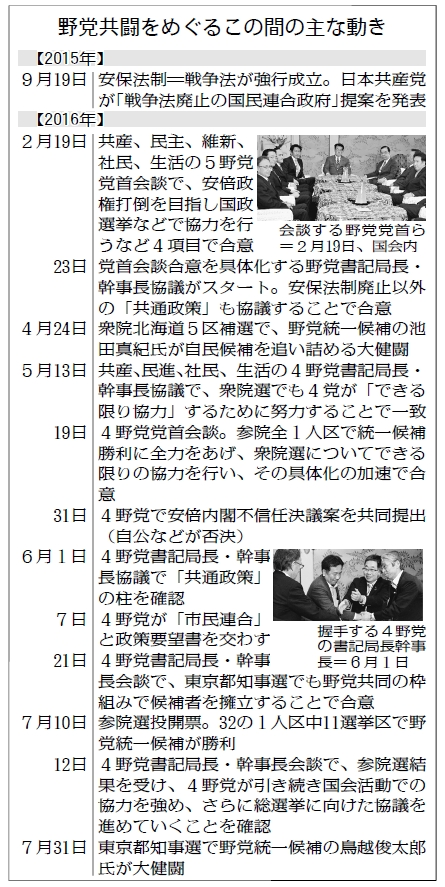 野党共闘をめぐるこの間の主な動き
【2015年】
９月19日 安保法制＝戦争法が強行成立。日本共産党
が「戦争法廃止の国民連合政府」提案を発表
【2016年】
２月19日 共産、民主、維新、
社民、生活の５野党
党首会談で、安倍政
権打倒を目指し国政
選挙などで協力を行
うなど４項目で合意
会談する野党党首ら
＝２月19日、国会内
23日 党首会談合意を具体化する野党書記局長・
幹事長協議がスタート。安保法制廃止以外
の「共通政策」も協議することで合意
４月24日 衆院北海道５区補選で、野党統一候補の池
田真紀氏が自民候補を追い詰める大健闘
５月13日 共産、民進、社民、生活の４野党書記局長・
幹事長協議で、衆院選でも４党が「できる
限り協力」するために努力することで一致
19日 ４野党党首会談。参院全１人区で統一候補
勝利に全力をあげ、衆院選についてできる
限りの協力を行い、その具体化の加速で合
意
31日 ４野党で安倍内閣不信任決議案を共同提出
（自公などが否決）
６月１日 ４野党書記局長・幹事
長協議で「共通政策」
の柱を確認
７日 ４野党が「市民連合」
と政策要望書を交わす
握手する４野党
の書記局長幹事
長＝６月１日
21日 ４野党書記局長・幹事
長会談で、東京都知事選でも野党共同の枠
組みで候補者を擁立することで合意
７月10日 参院選投開票。32の１人区中11選挙区で野
党統一候補が勝利
12日 ４野党書記局長・幹事長会談で、参院選結
果を受け、４野党が引き続き国会活動での
協力を強め、さらに総選挙に向けた協議を
進めていくことを確認
７月31日 東京都知事選で野党統一候補の鳥越俊太郎
氏が大健闘